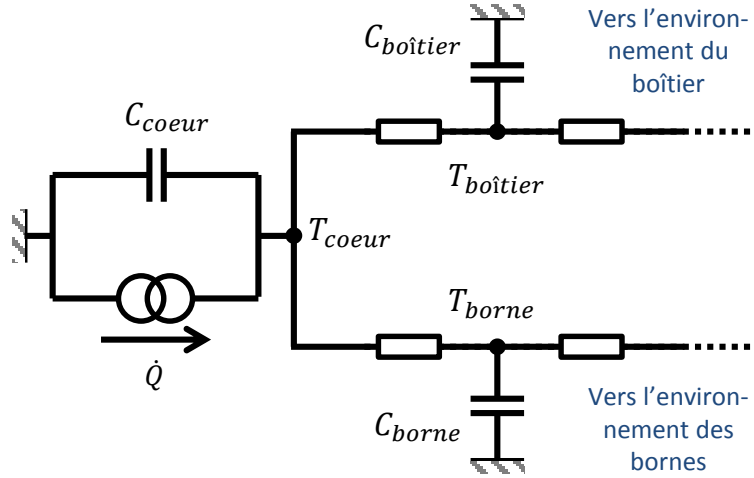 Vers l'environ-
nement du
boîtier
C_boîtier
C_coeur
T_boîtier
T_coeur
T_borne
Q̇
C_borne
Vers l'environ-
nement des
bornes